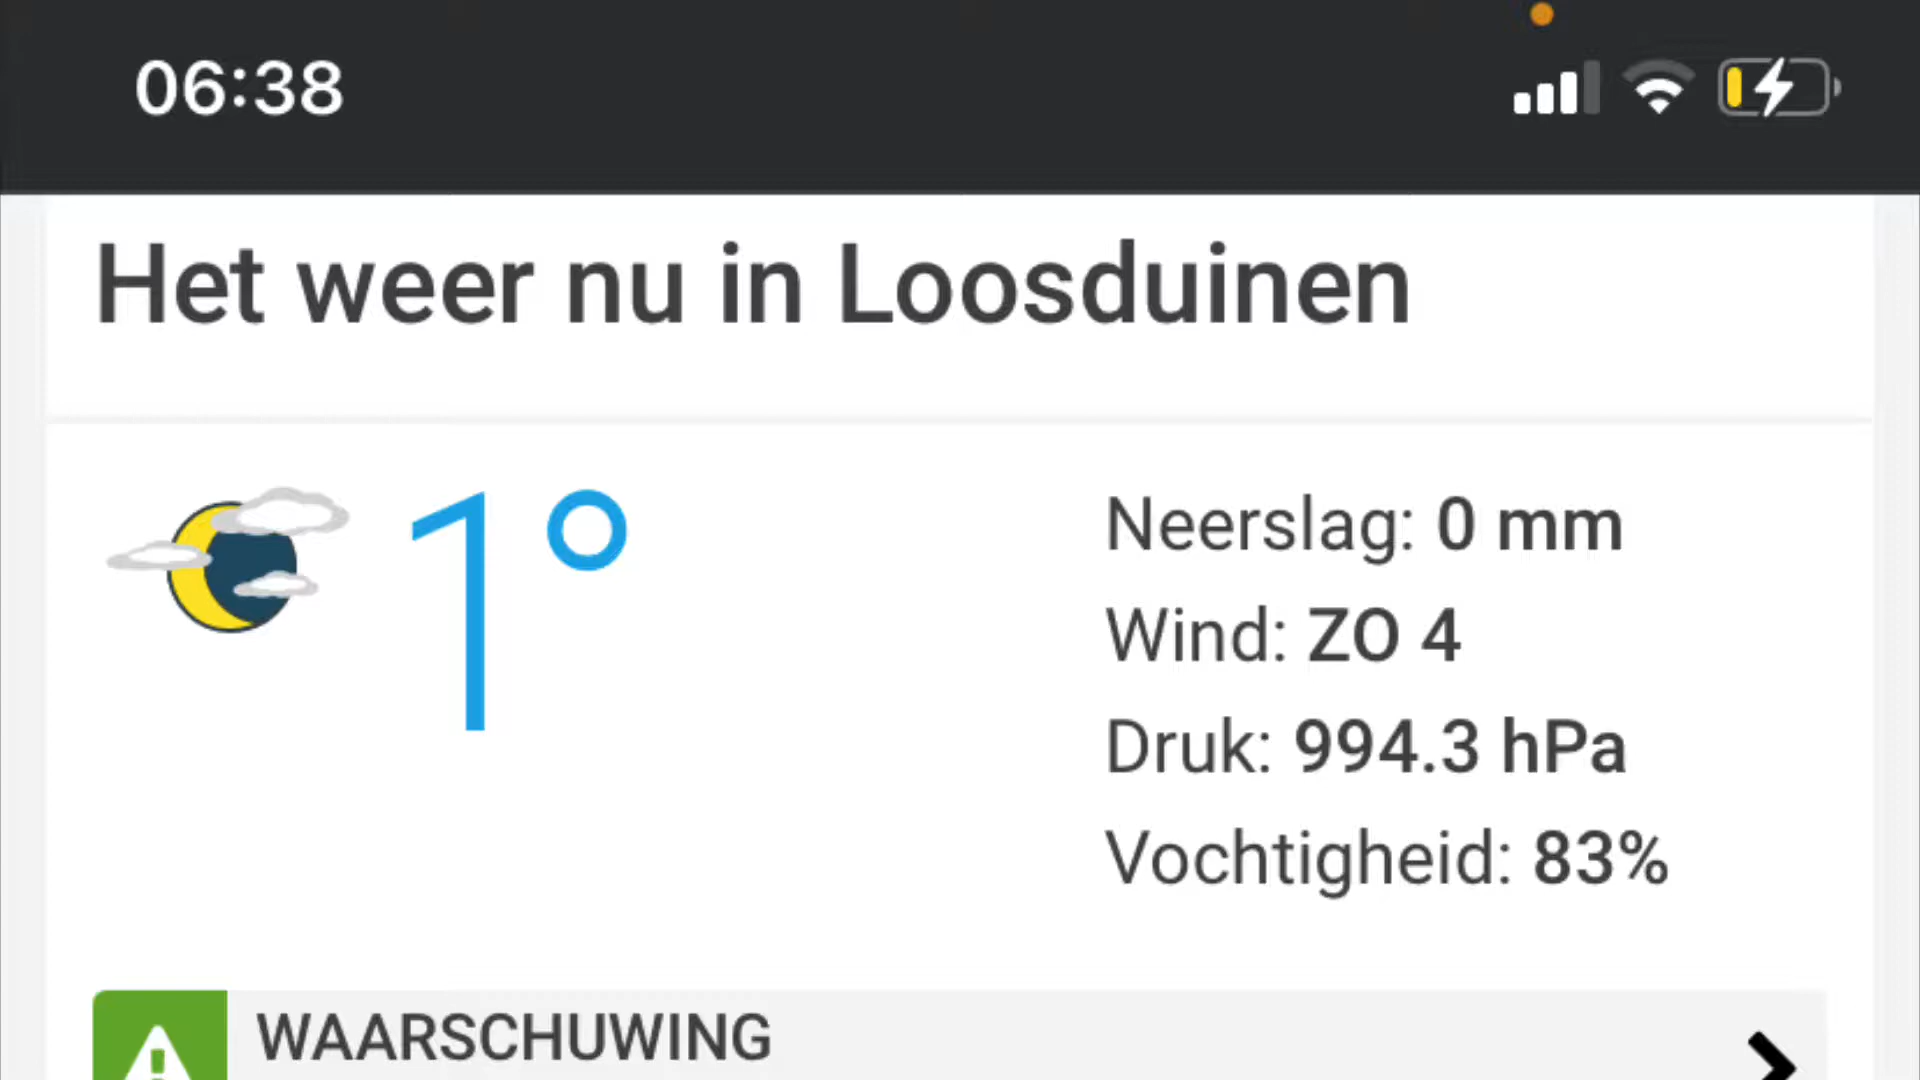 06:38
Het weer nu in Loosduinen
1°
Neerslag: 0 mm
Wind: ZO 4
Druk: 994.3 hPa
Vochtigheid: 83%
WAARSCHUWING